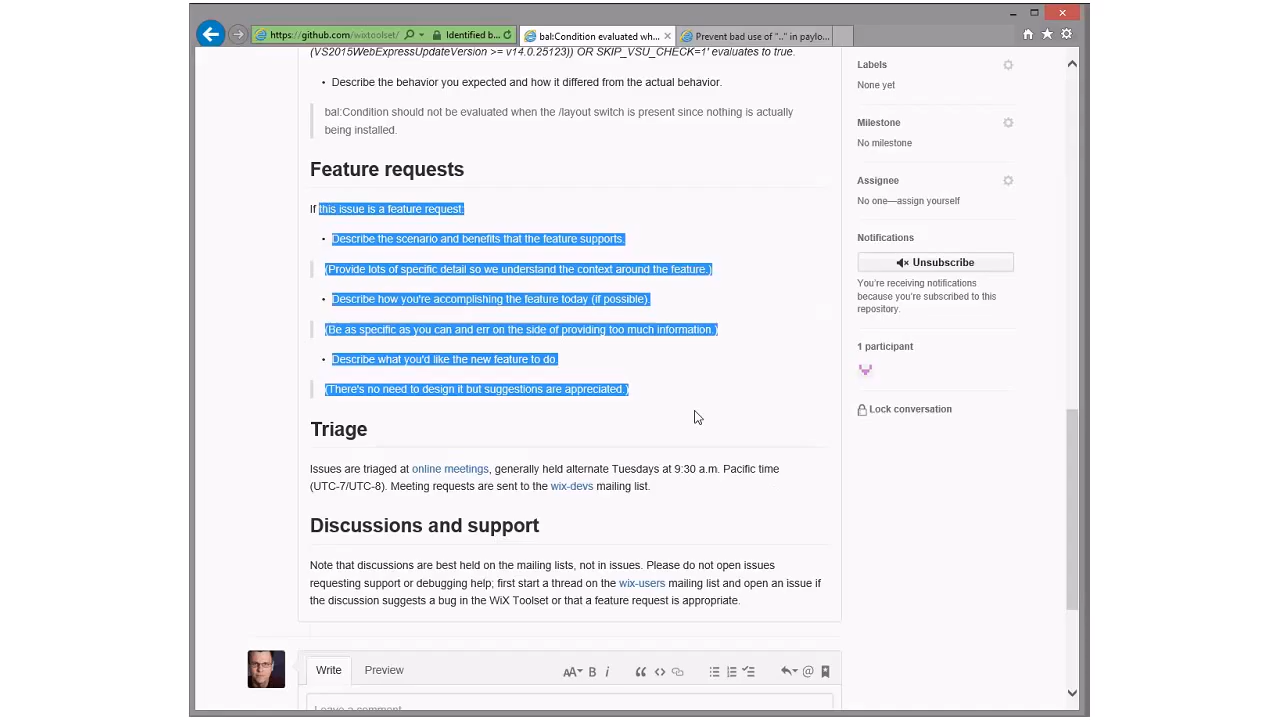 https://github.com/wixtoolset/
Identified b...
bal:Condition evaluated wh...
Prevent bad use of ".." in paylo...
(VS2015WebExpressUpdateVersion >= v14.0.25123)) OR SKIP_VSU_CHECK=1' evaluates to true.
• Describe the behavior you expected and how it differed from the actual behavior.
bal:Condition should not be evaluated when the /layout switch is present since nothing is actually
being installed.
Feature requests
If this issue is a feature request:
• Describe the scenario and benefits that the feature supports.
(Provide lots of specific detail so we understand the context around the feature.)
• Describe how you're accomplishing the feature today (if possible).
(Be as specific as you can and err on the side of providing too much information.)
• Describe what you'd like the new feature to do.
(There's no need to design it but suggestions are appreciated.)
Triage
Issues are triaged at online meetings, generally held alternate Tuesdays at 9:30 a.m. Pacific time
(UTC-7/UTC-8). Meeting requests are sent to the wix-devs mailing list.
Discussions and support
Note that discussions are best held on the mailing lists, not in issues. Please do not open issues
requesting support or debugging help; first start a thread on the wix-users mailing list and open an issue if
the discussion suggests a bug in the WiX Toolset or that a feature request is appropriate.
Write
Preview
AA
B
i
@
Leave a comment
Labels
None yet
Milestone
No milestone
Assignee
No one—assign yourself
Notifications
Unsubscribe
You're receiving notifications
because you're subscribed to this
repository.
1 participant
Lock conversation